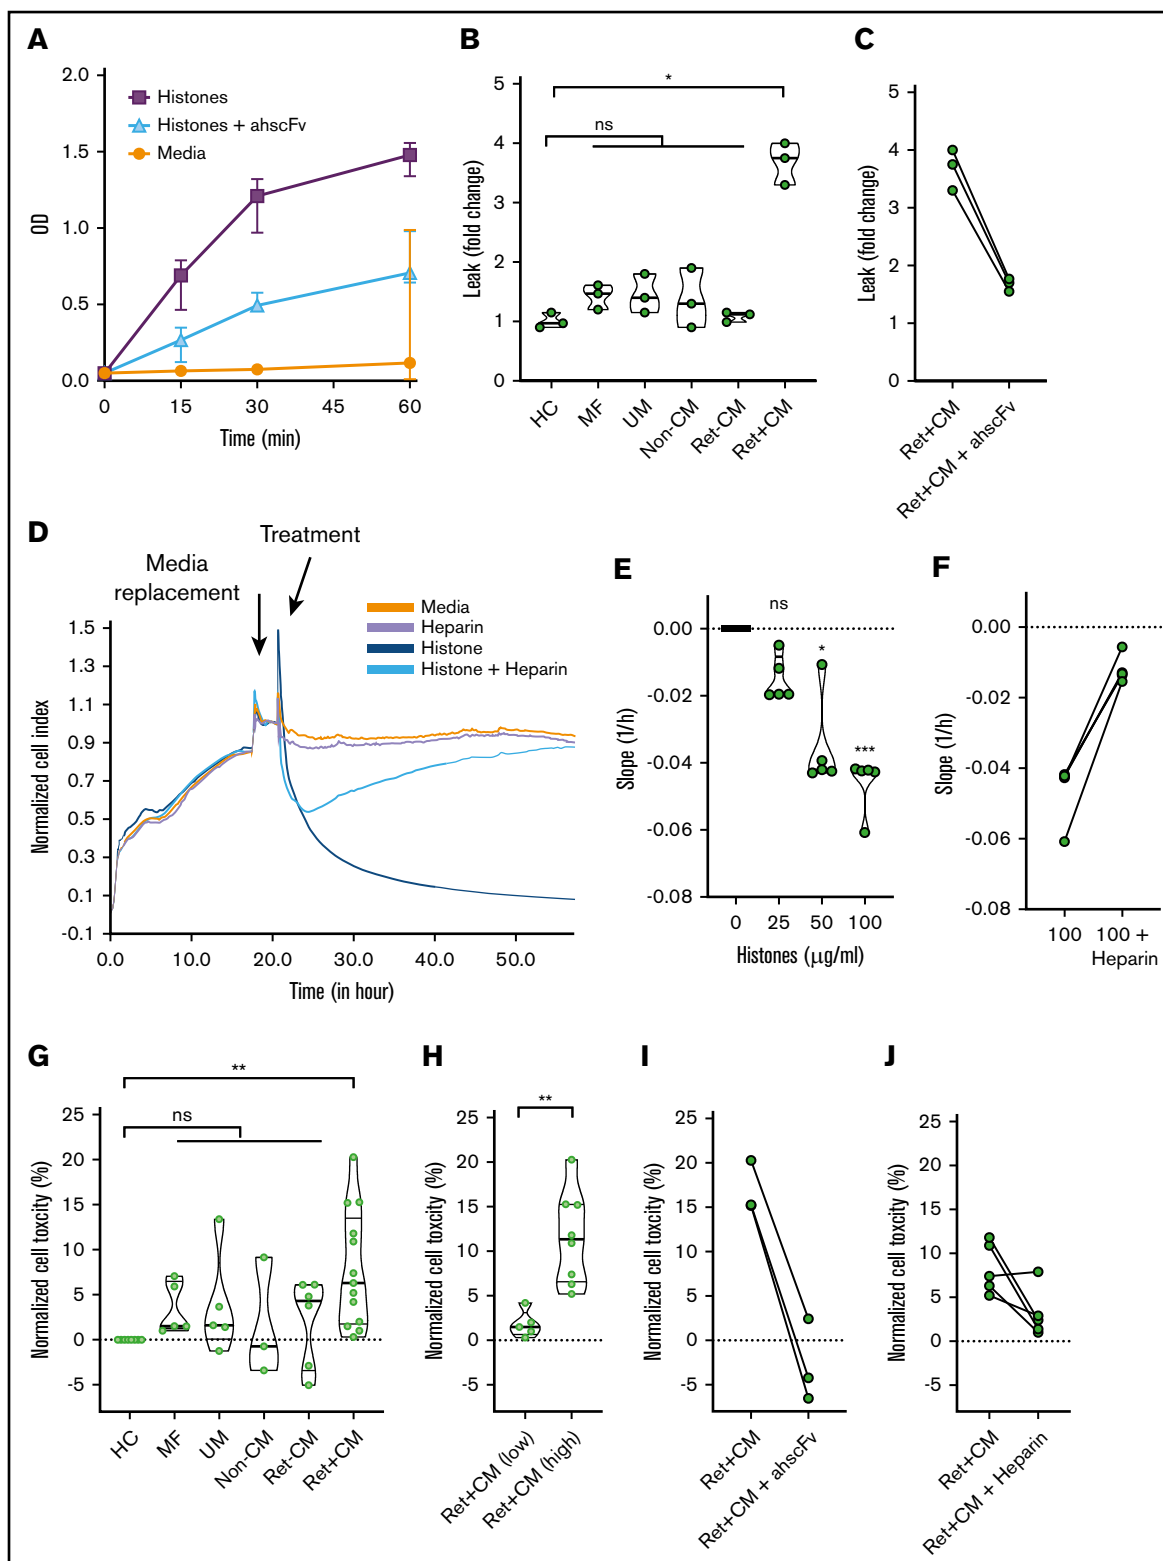 A
2.0
1.5
1.0
0.5
0.0
OD
Histones
Histones + ahscFv
Media
0
15
30
45
60
Time (min)
B
5
4
3
2
1
0
Leak (fold change)
*
ns
HC
MF
UM
Non-CM
Ret-CM
Ret+CM
C
5
4
3
2
1
0
Leak (fold change)
Ret+CM
Ret+CM + ahscFv
D
Treatment
Media
replacement
Media
Heparin
Histone
Histone + Heparin
1.5
1.3
1.1
0.9
0.7
0.5
0.3
0.1
-0.1
Normalized cell index
0.0
10.0
20.0
30.0
40.0
50.0
Time (in hour)
E
0.00
-0.02
-0.04
-0.06
-0.08
Slope (1/h)
ns
*
***
0
25
50
100
Histones (μg/ml)
F
0.00
-0.02
-0.04
-0.06
-0.08
Slope (1/h)
100
100 +
Heparin
G
25
20
15
10
5
0
-5
Normalized cell toxcity (%)
**
ns
HC
MF
UM
Non-CM
Ret-CM
Ret+CM
H
25
20
15
10
5
0
-5
Normalized cell toxcity (%)
**
Ret+CM (low)
Ret+CM (high)
I
25
20
15
10
5
0
-5
Normalized cell toxcity (%)
Ret+CM
Ret+CM + ahscFv
J
25
20
15
10
5
0
-5
Normalized cell toxcity (%)
Ret+CM
Ret+CM + Heparin